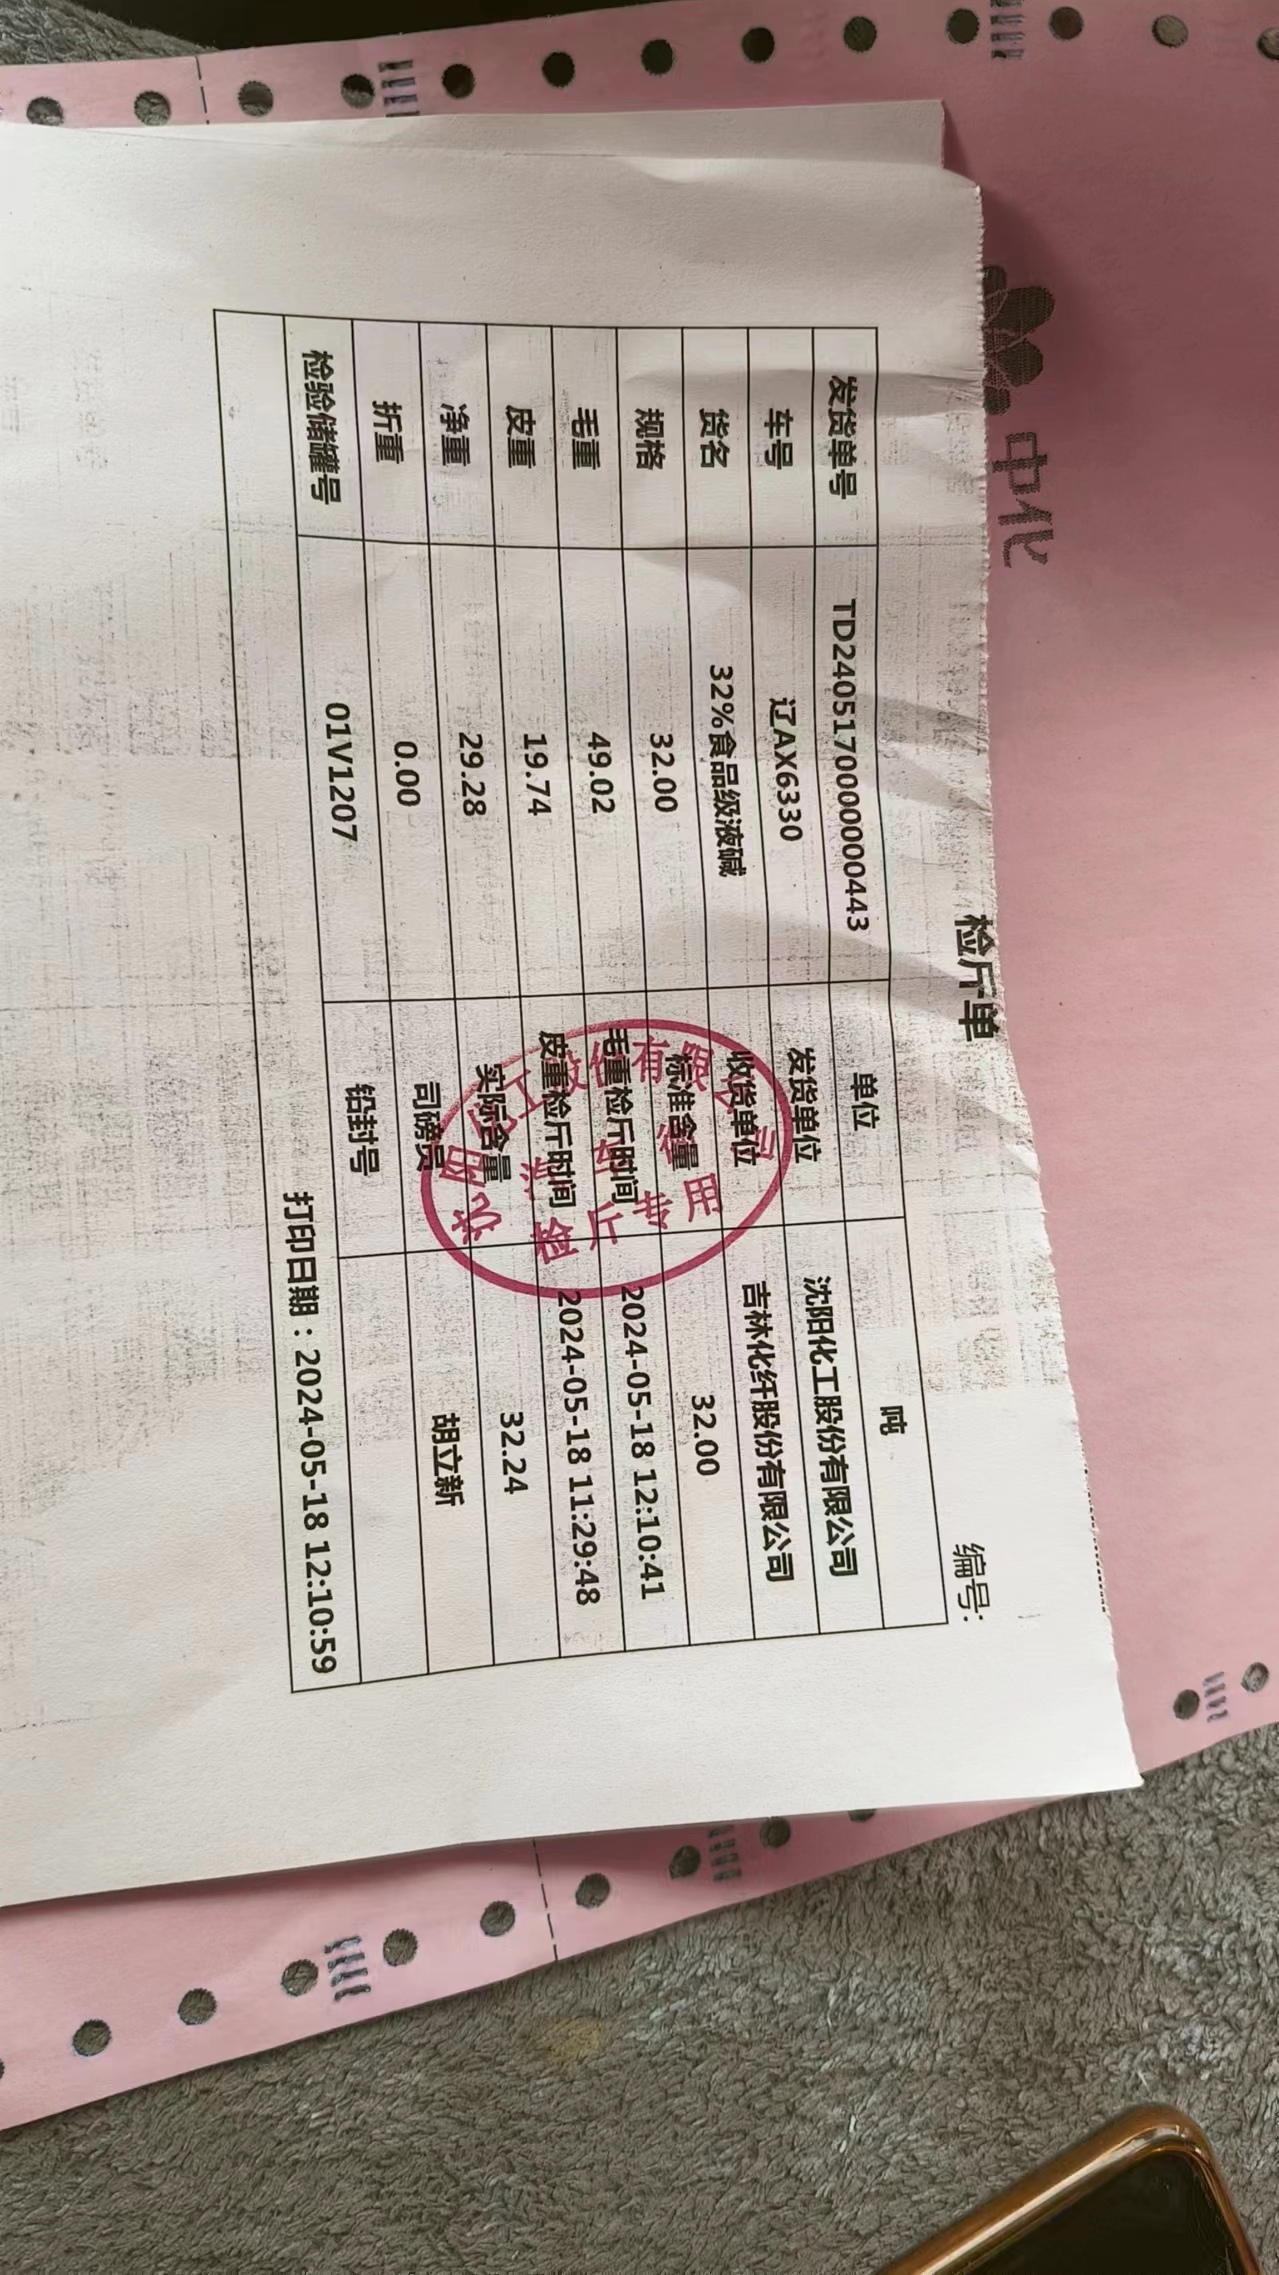 中化
检斤单
编号:
发货单号 TD2405170000000443 单位 吨
车号 辽AX6330 发货单位 沈阳化工股份有限公司
货名 32%食品级液碱 收货单位 吉林化纤股份有限公司
规格 32.00 标准含量 32.00
毛重 49.02 毛重检斤时间 2024-05-18 12:10:41
皮重 19.74 皮重检斤时间 2024-05-18 11:29:48
净重 29.28 实际含量 32.24
折重 0.00 司磅员 胡立新
检验储罐号 01V1207 铅封号
打印日期：2024-05-18 12:10:59
检斤专用